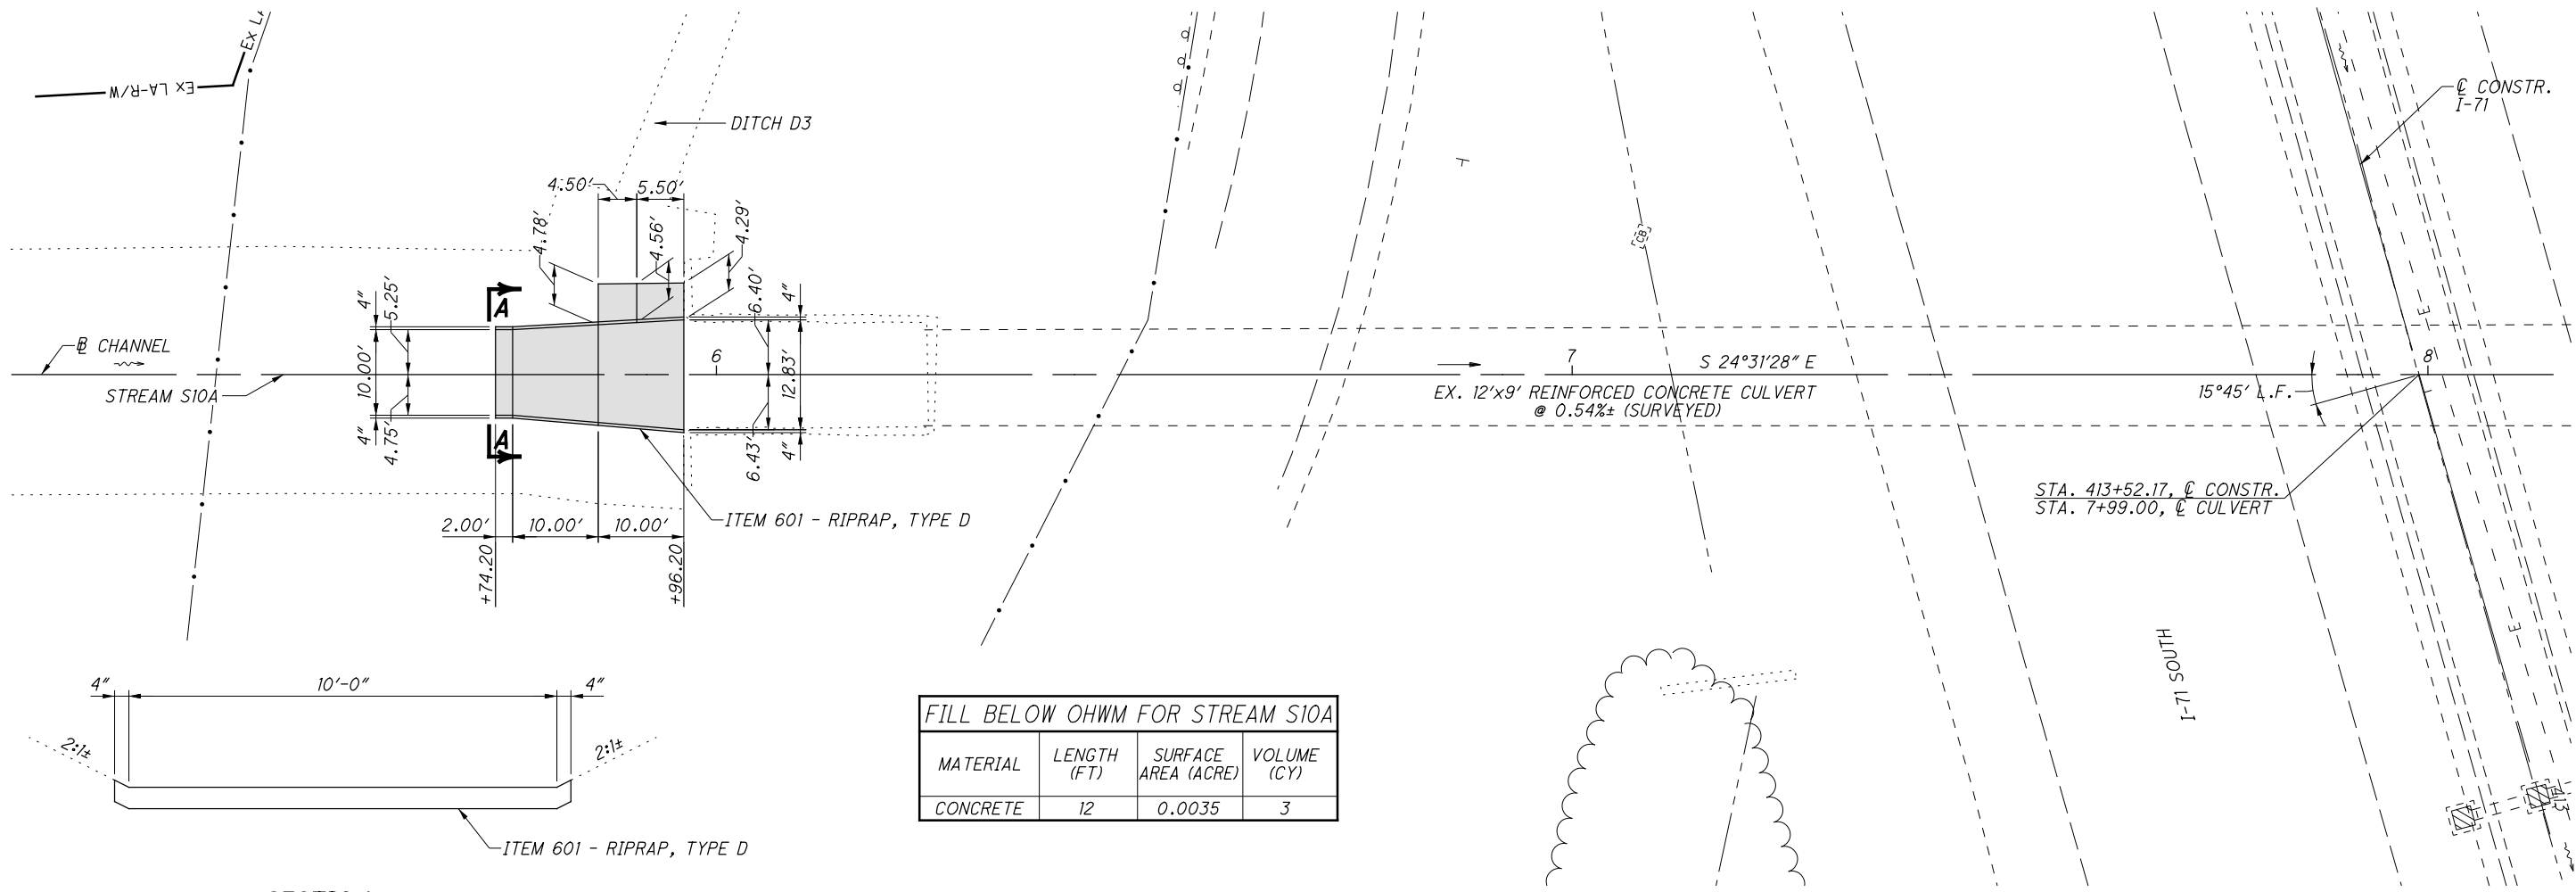 Ex LA-R/W
Ex LA
DITCH D3
4.50'
5.50'
4.78'
4.56'
4.29'
6.40'
4"
4"
5.25'
A
℄ CONSTR.
I-71
CB
E
B CHANNEL
STREAM S10A
10.00'
12.83'
6
7
8
S 24°31'28" E
EX. 12'x9' REINFORCED CONCRETE CULVERT
@ 0.54%± (SURVEYED)
15°45' L.F.
4"
4.75'
A
6.43'
4"
STA. 413+52.17, ℄ CONSTR.
STA. 7+99.00, ℄ CULVERT
2.00'
10.00'
10.00'
ITEM 601 - RIPRAP, TYPE D
+74.20
+96.20
E
I-71 SOUTH
4"
10'-0"
4"
2:1±
2:1±
ITEM 601 - RIPRAP, TYPE D
FILL BELOW OHWM FOR STREAM S10A
MATERIAL
LENGTH
(FT)
SURFACE
AREA (ACRE)
VOLUME
(CY)
CONCRETE
12
0.0035
3
413